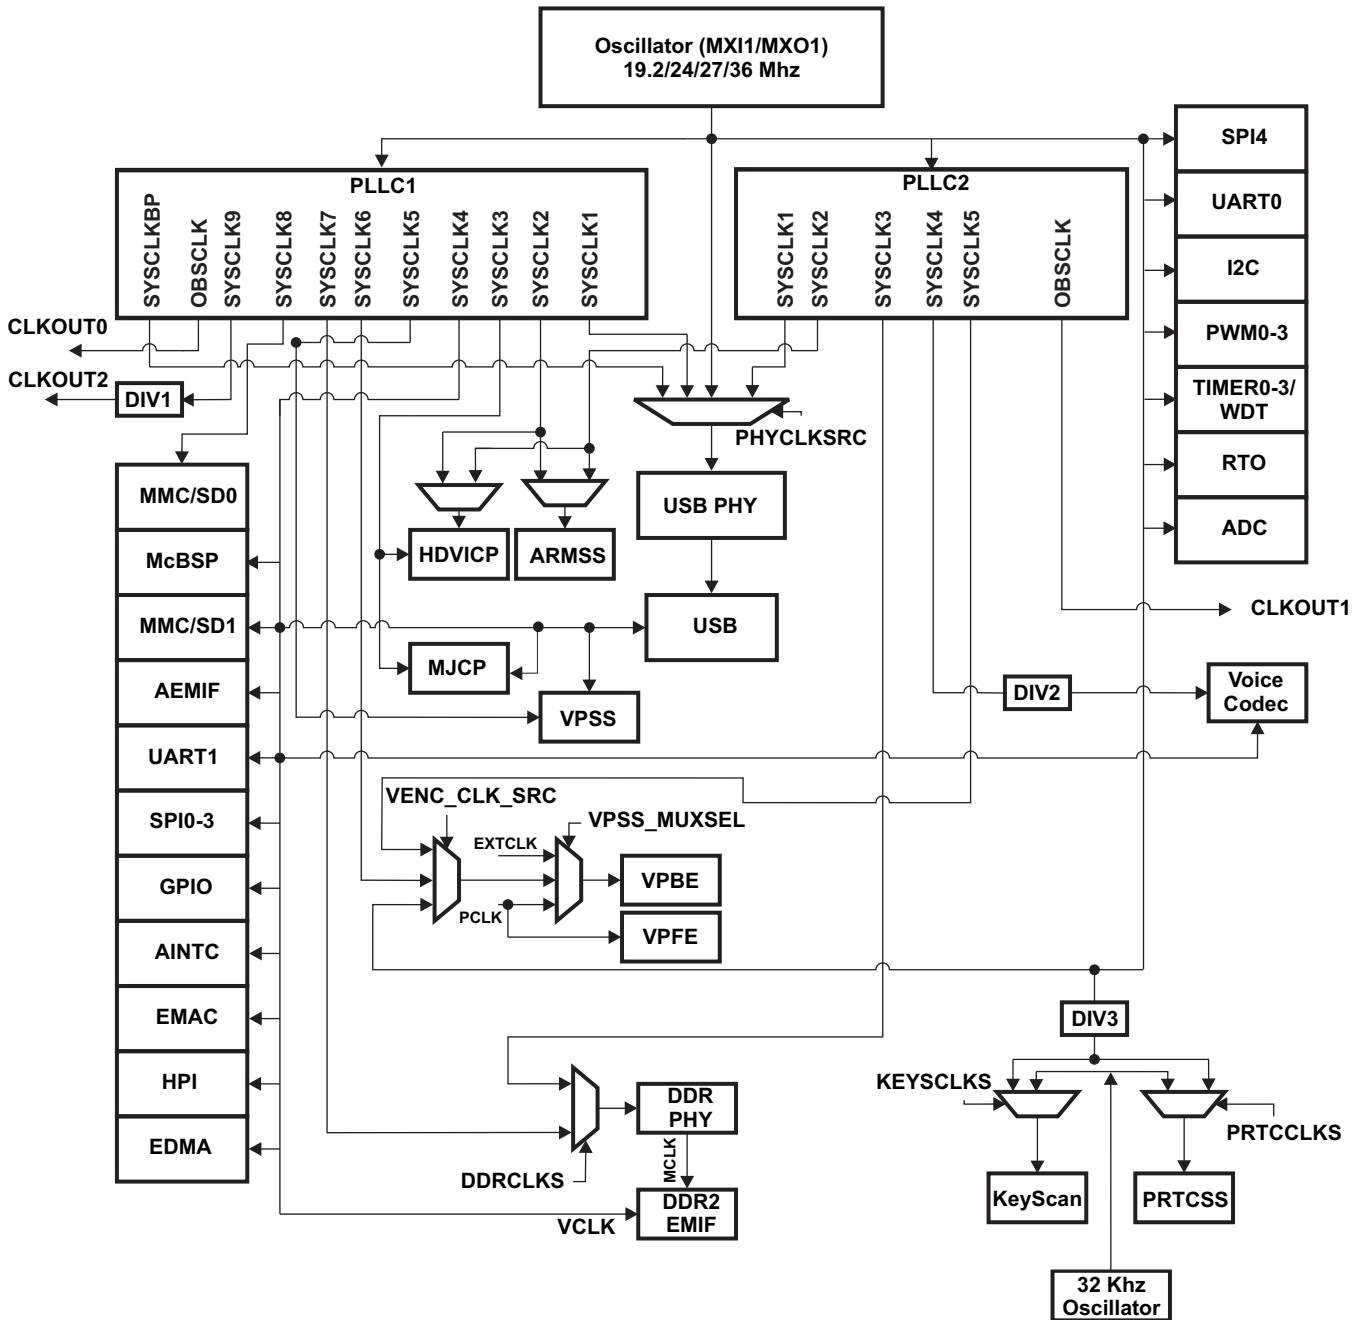 Oscillator (MXI1/MXO1)
19.2/24/27/36 Mhz
PLLC1
SYSCLKBP
OBSCLK
SYSCLK9
SYSCLK8
SYSCLK7
SYSCLK6
SYSCLK5
SYSCLK4
SYSCLK3
SYSCLK2
SYSCLK1
PLLC2
SYSCLK1
SYSCLK2
SYSCLK3
SYSCLK4
SYSCLK5
OBSCLK
SPI4
UART0
I2C
PWM0-3
TIMER0-3/
WDT
RTO
ADC
CLKOUT0
CLKOUT2
DIV1
PHYCLKSRC
MMC/SD0
McBSP
MMC/SD1
AEMIF
UART1
SPI0-3
GPIO
AINTC
EMAC
HPI
EDMA
HDVICP
ARMSS
USB PHY
USB
MJCP
VPSS
CLKOUT1
DIV2
Voice
Codec
VENC_CLK_SRC
VPSS_MUXSEL
EXTCLK
PCLK
VPBE
VPFE
DIV3
KEYSCLKS
PRTCCLKS
DDR
PHY
MCLK
DDRCLKS
DDR2
EMIF
VCLK
KeyScan
PRTCSS
32 Khz
Oscillator